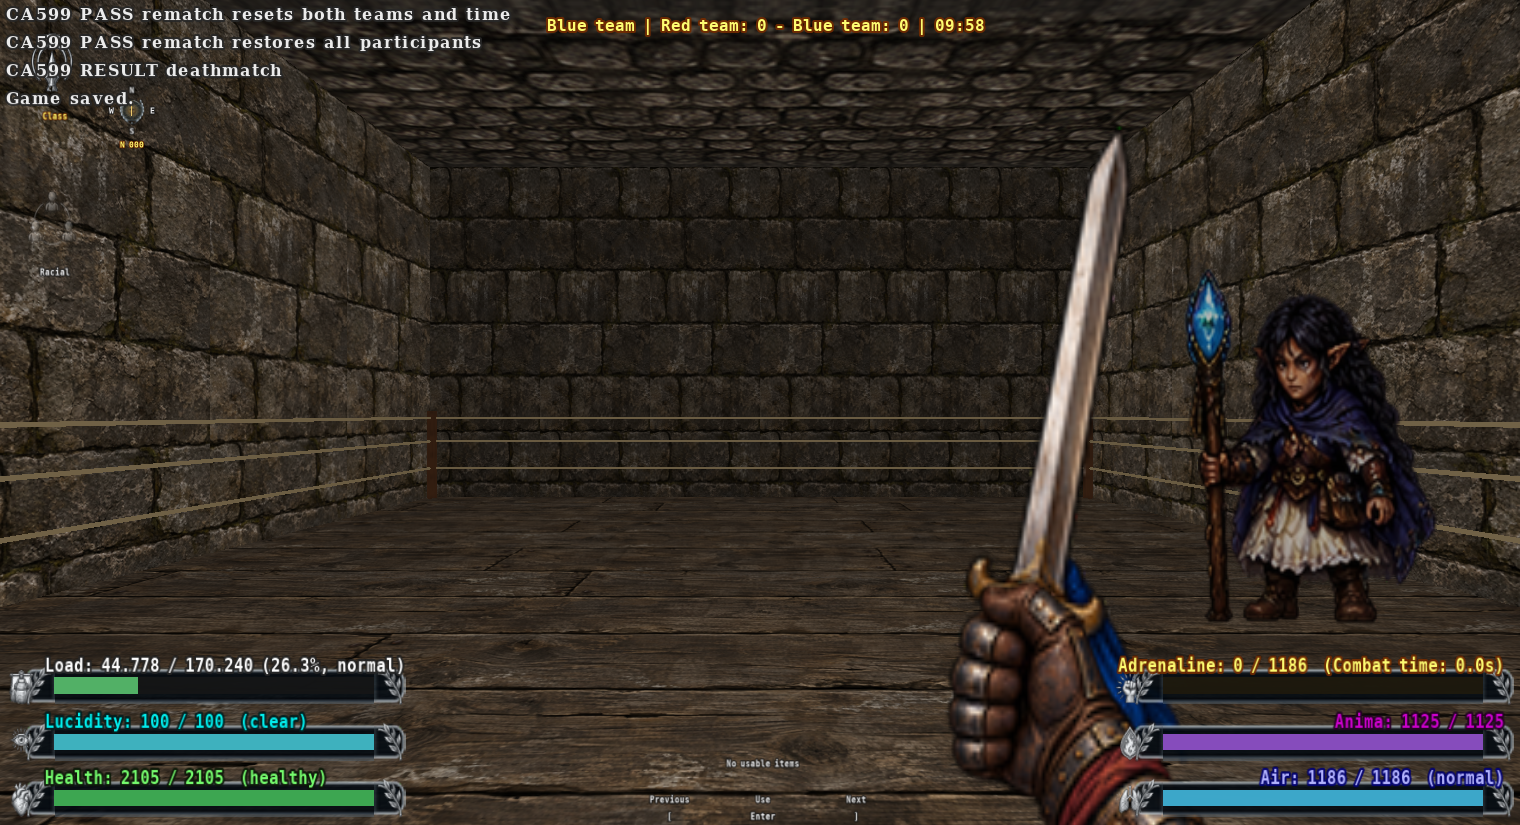 CA599 PASS rematch resets both teams and time
Blue team | Red team: 0 - Blue team: 0 | 09:58
CA599 PASS rematch restores all participants
CA599 RESULT deathmatch
Game saved.
N
W E
S
Class
N 000
Racial
Load: 44.778 / 170.240 (26.3%, normal)
Adrenaline: 0 / 1186 (Combat time: 0.0s)
Lucidity: 100 / 100 (clear)
Anima: 1125 / 1125
No usable items
Health: 2105 / 2105 (healthy)
Air: 1186 / 1186 (normal)
Previous Use Next
[ Enter ]